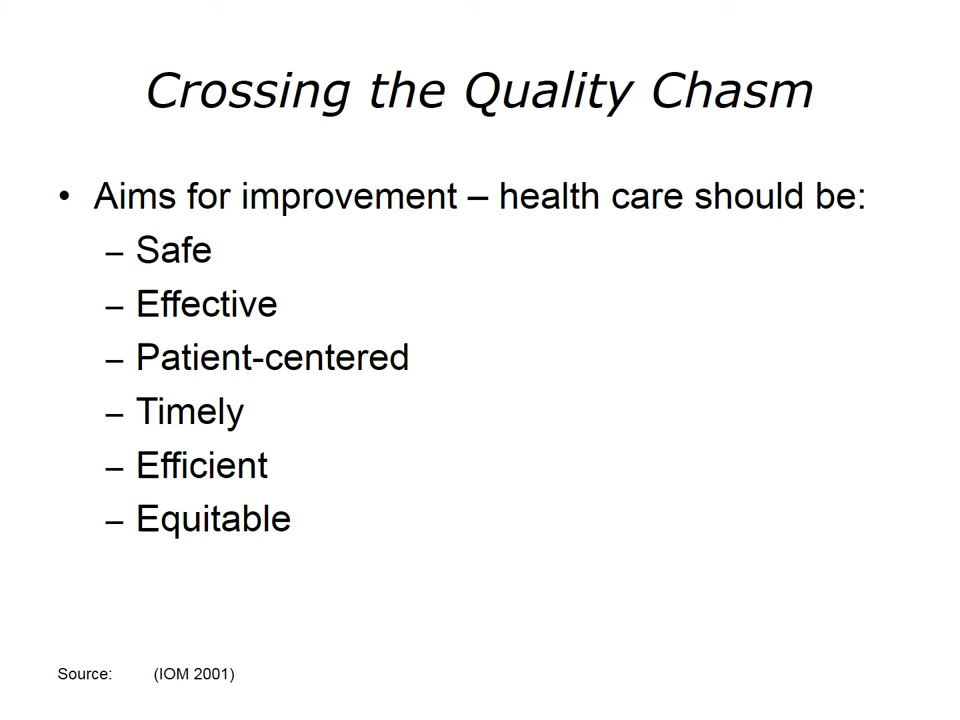 Crossing the Quality Chasm
• Aims for improvement – health care should be:
– Safe
– Effective
– Patient-centered
– Timely
– Efficient
– Equitable
Source: (IOM 2001)